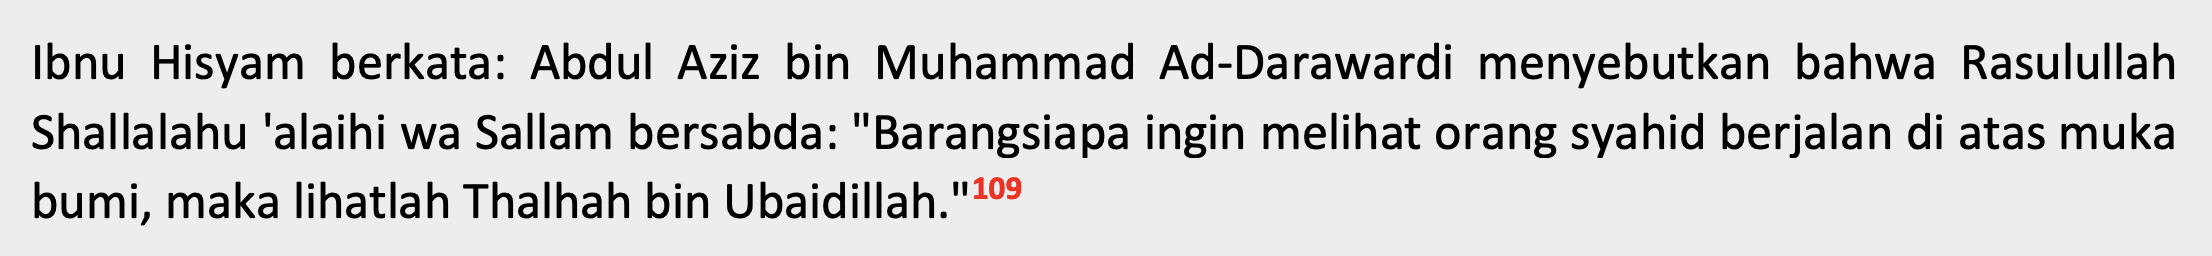 Ibnu Hisyam berkata: Abdul Aziz bin Muhammad Ad-Darawardi menyebutkan bahwa Rasulullah
Shallalahu 'alaihi wa Sallam bersabda: "Barangsiapa ingin melihat orang syahid berjalan di atas muka
bumi, maka lihatlah Thalhah bin Ubaidillah."109